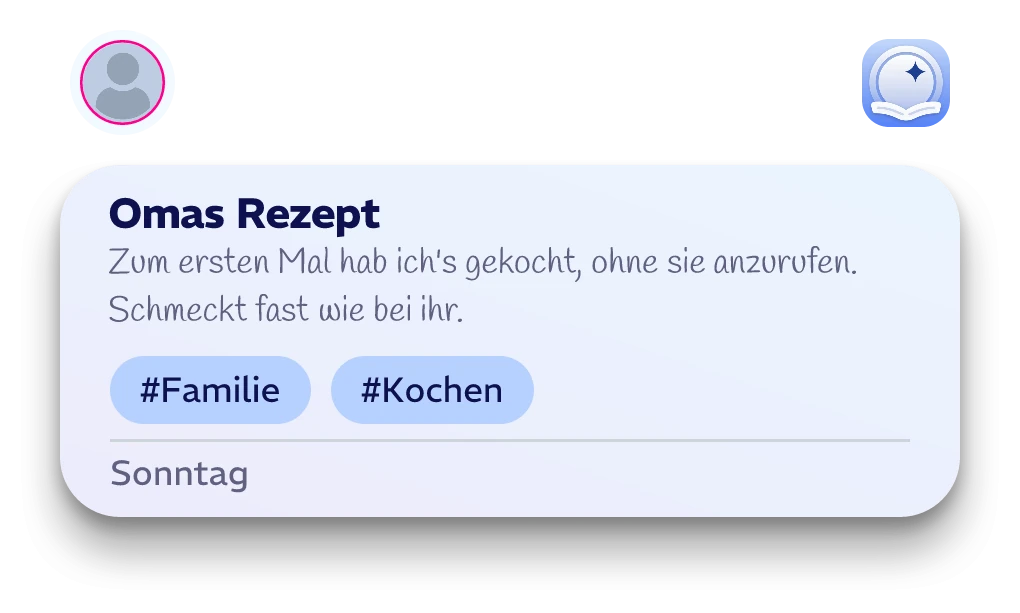 Omas Rezept
Zum ersten Mal hab ich's gekocht, ohne sie anzurufen.
Schmeckt fast wie bei ihr.
#Familie #Kochen
Sonntag